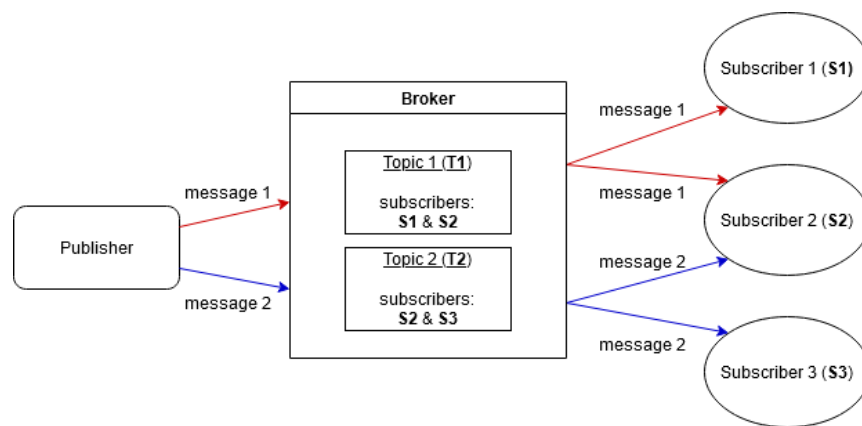 Publisher
message 1
message 2
Broker
Topic 1 (T1)
subscribers:
S1 & S2
Topic 2 (T2)
subscribers:
S2 & S3
message 1
message 1
message 2
message 2
Subscriber 1 (S1)
Subscriber 2 (S2)
Subscriber 3 (S3)